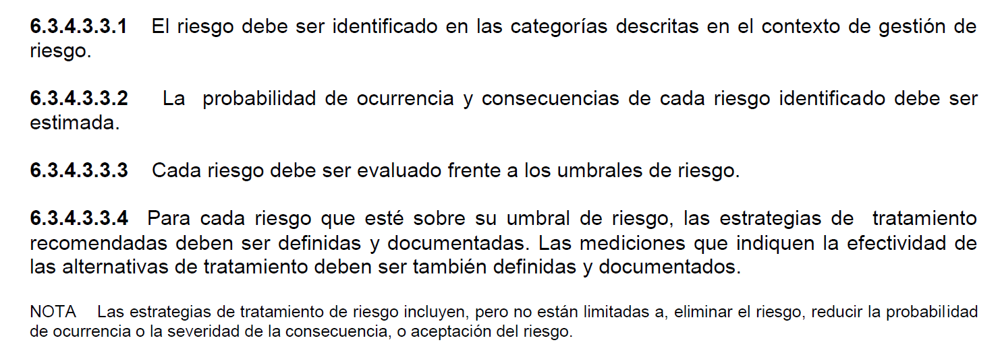 6.3.4.3.3.1 El riesgo debe ser identificado en las categorías descritas en el contexto de gestión de
riesgo.
6.3.4.3.3.2 La probabilidad de ocurrencia y consecuencias de cada riesgo identificado debe ser
estimada.
6.3.4.3.3.3 Cada riesgo debe ser evaluado frente a los umbrales de riesgo.
6.3.4.3.3.4 Para cada riesgo que esté sobre su umbral de riesgo, las estrategias de tratamiento
recomendadas deben ser definidas y documentadas. Las mediciones que indiquen la efectividad de
las alternativas de tratamiento deben ser también definidas y documentados.
NOTA Las estrategias de tratamiento de riesgo incluyen, pero no están limitadas a, eliminar el riesgo, reducir la probabilidad
de ocurrencia o la severidad de la consecuencia, o aceptación del riesgo.